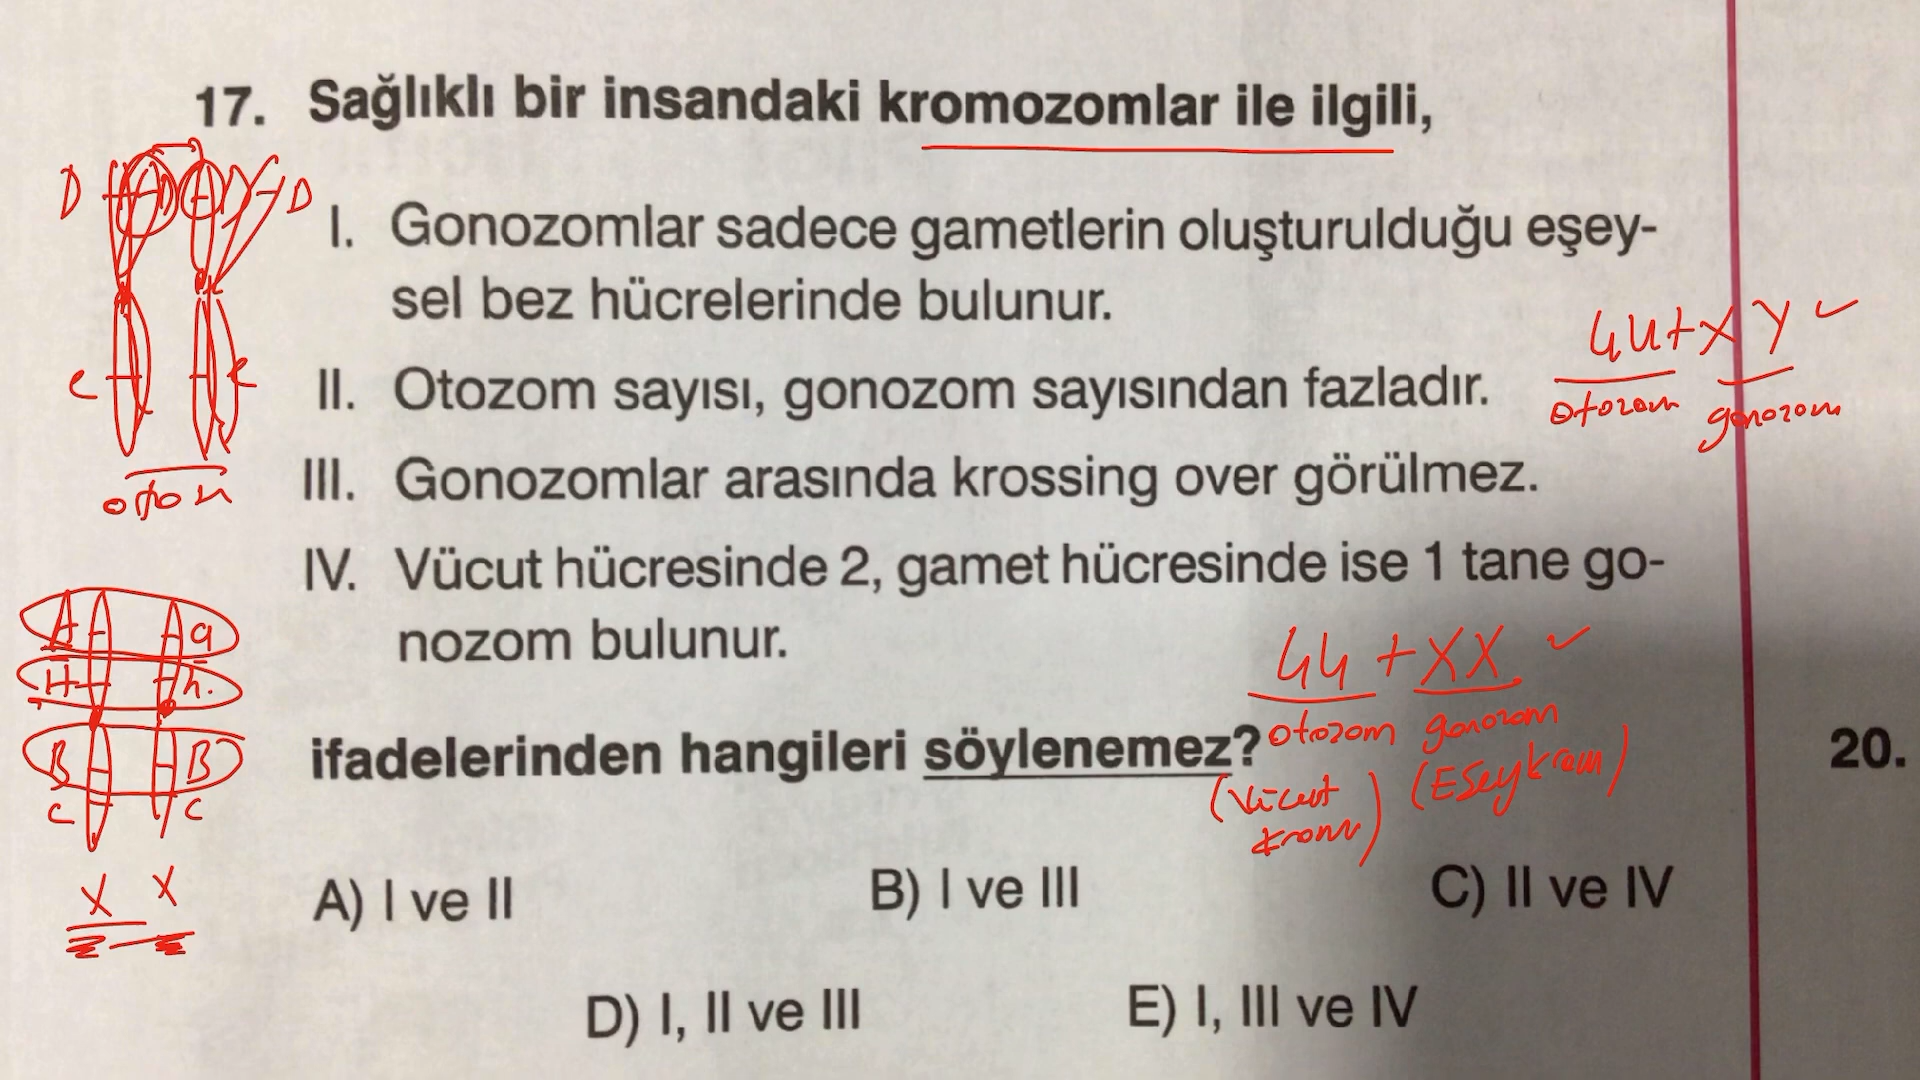 17. Sağlıklı bir insandaki kromozomlar ile ilgili,
D D D D
I. Gonozomlar sadece gametlerin oluşturulduğu eşey-
sel bez hücrelerinde bulunur.
44+XY
II. Otozom sayısı, gonozom sayısından fazladır.
otozom gonozom
III. Gonozomlar arasında krossing over görülmez.
IV. Vücut hücresinde 2, gamet hücresinde ise 1 tane go-
nozom bulunur.
A a
H h
44 + XX
otozom gonozom
ifadelerinden hangileri söylenemez?
20.
B B
(Vücut
C C
X X
A) I ve II
B) I ve III
C) II ve IV
D) I, II ve III
E) I, III ve IV